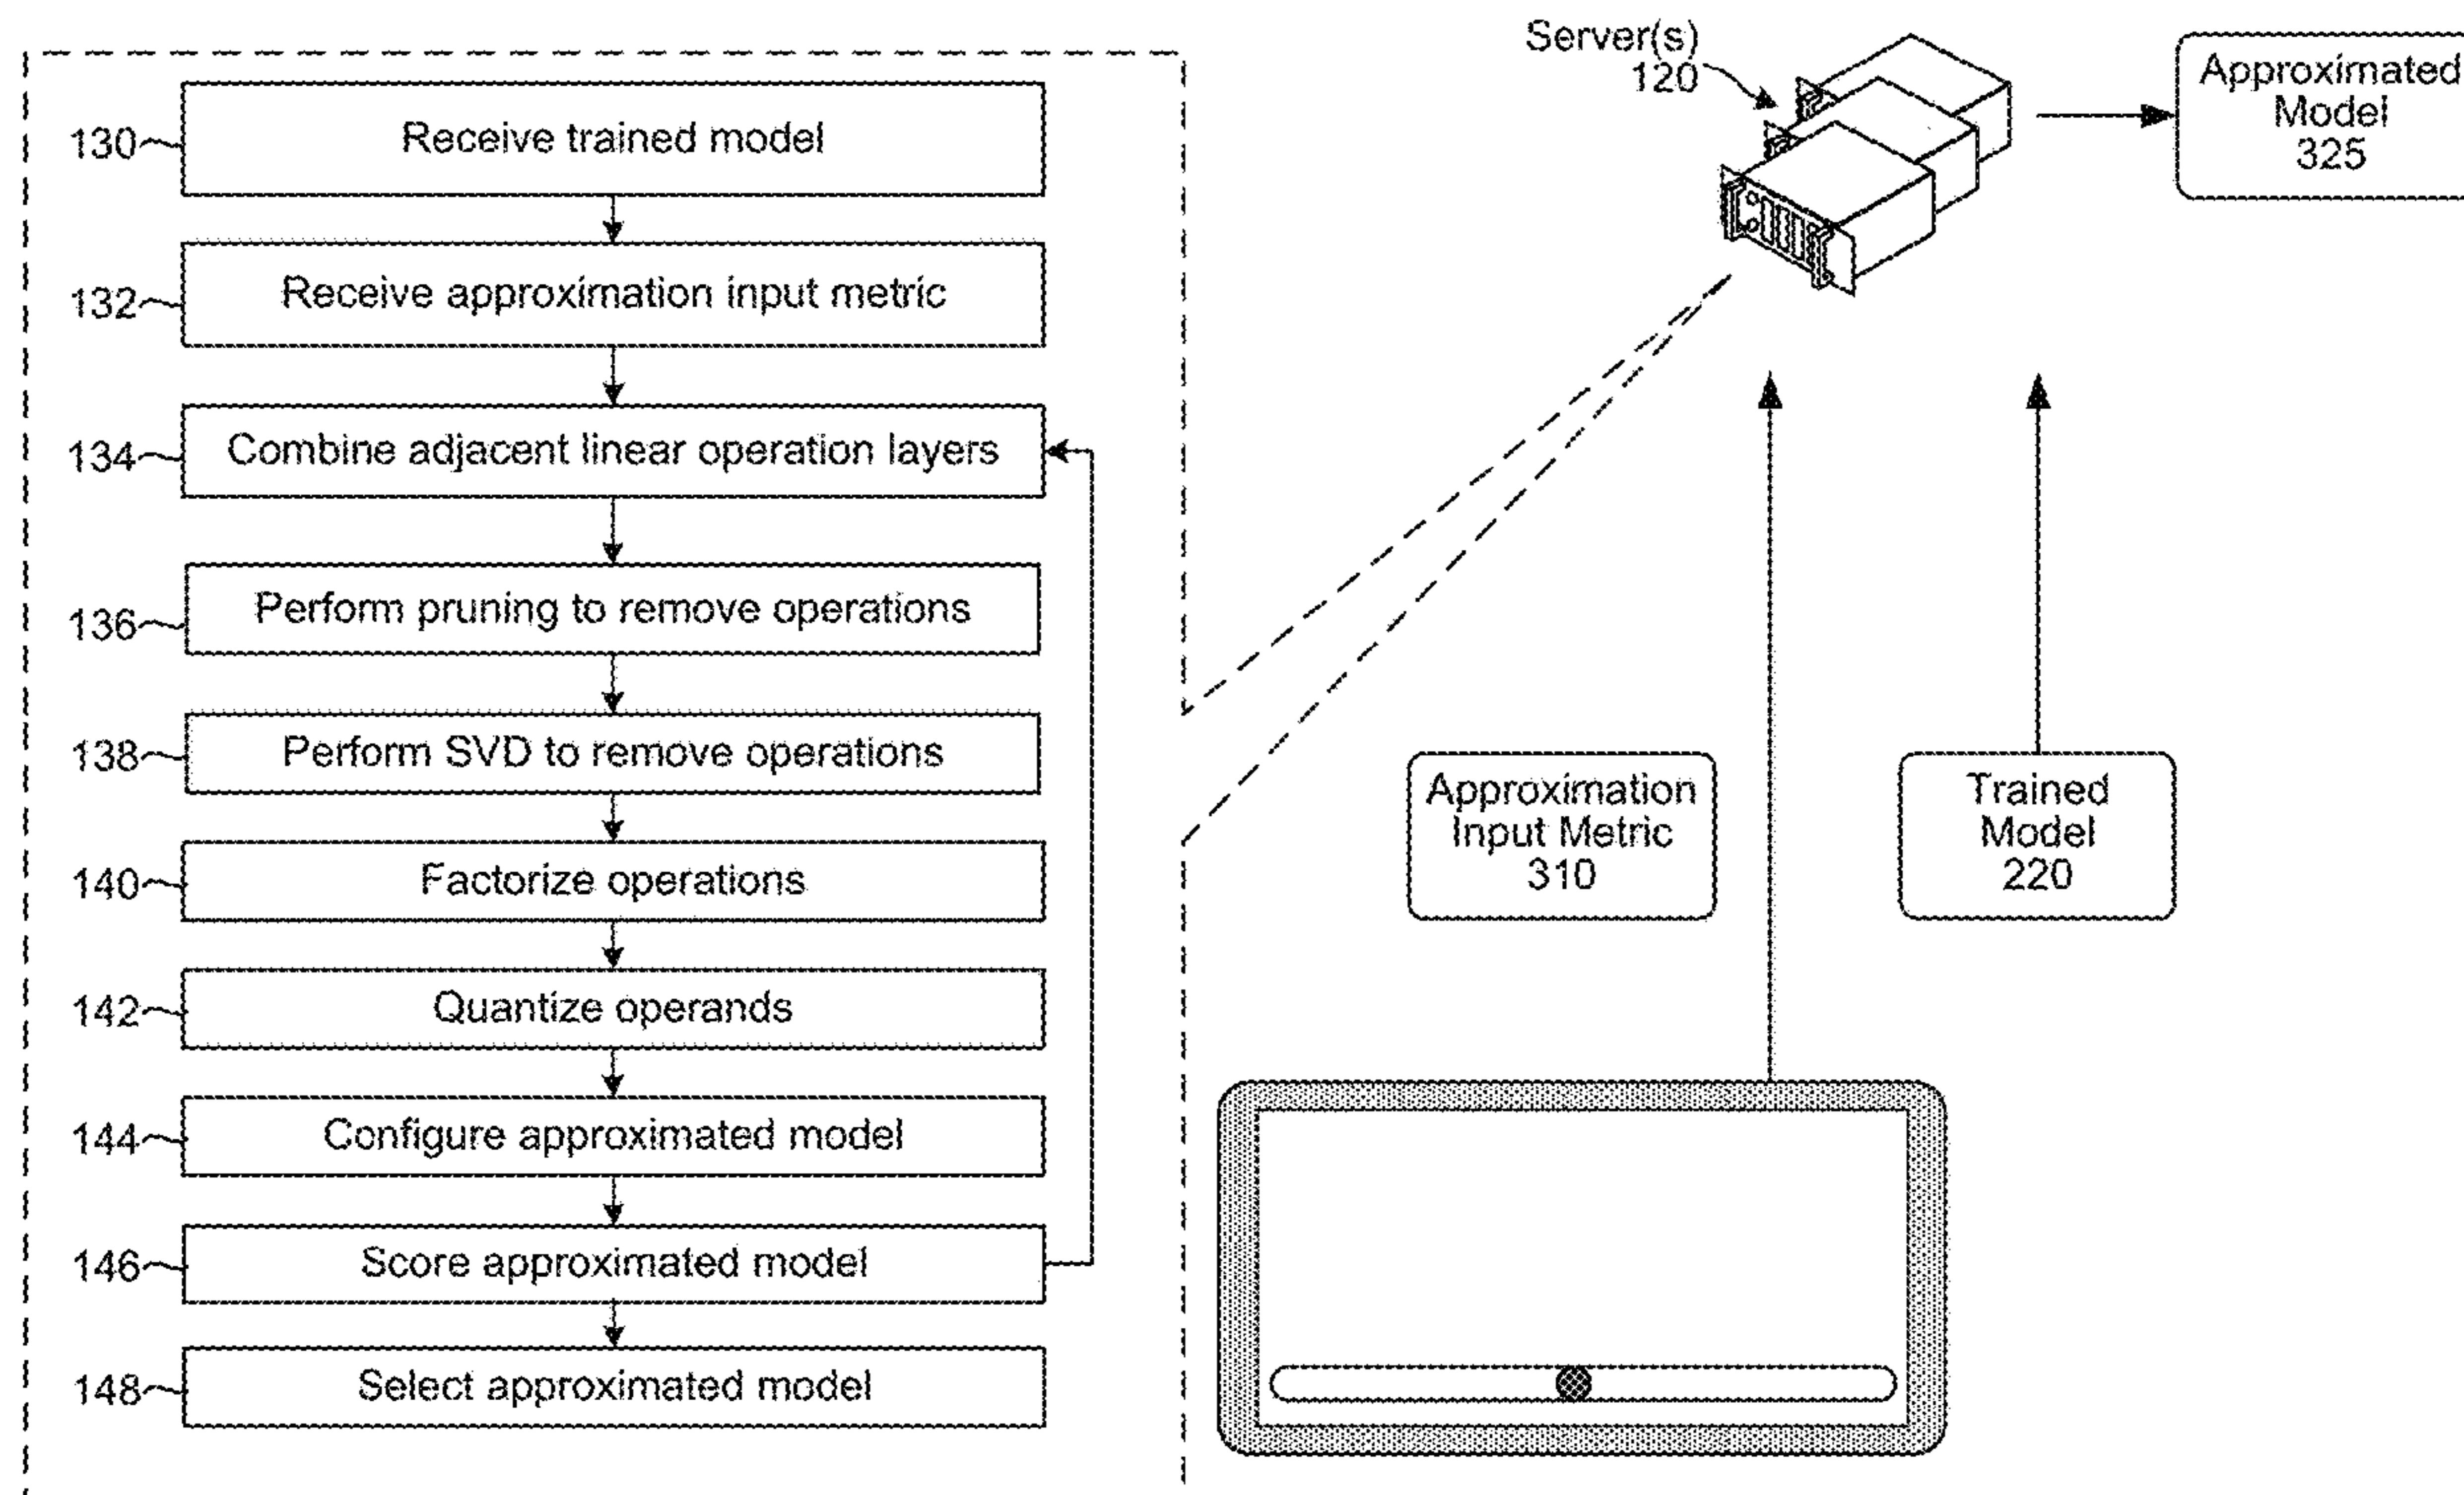 130
Receive trained model
132
Receive approximation input metric
134
Combine adjacent linear operation layers
136
Perform pruning to remove operations
138
Perform SVD to remove operations
140
Factorize operations
142
Quantize operands
144
Configure approximated model
146
Score approximated model
148
Select approximated model
Server(s)
120
Approximated
Model
325
Approximation
Input Metric
310
Trained
Model
220